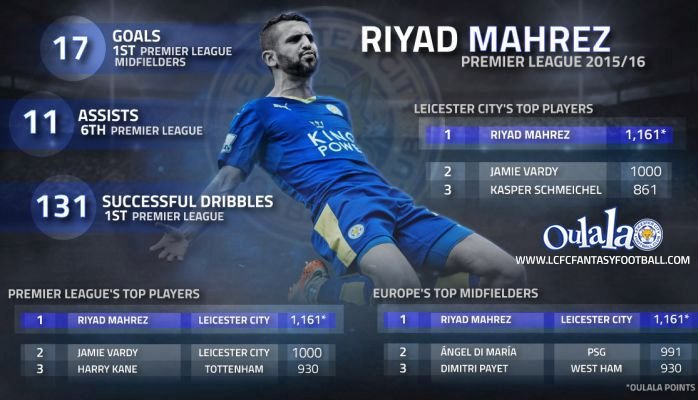 17
GOALS
1ST PREMIER LEAGUE
MIDFIELDERS
11
ASSISTS
6TH PREMIER LEAGUE
131
SUCCESSFUL DRIBBLES
1ST PREMIER LEAGUE
KING
POWER
RIYAD MAHREZ
PREMIER LEAGUE 2015/16
LEICESTER CITY'S TOP PLAYERS
1 RIYAD MAHREZ 1,161*
2 JAMIE VARDY 1000
3 KASPER SCHMEICHEL 861
Oulala
WWW.LCFCFANTASYFOOTBALL.COM
PREMIER LEAGUE'S TOP PLAYERS
1 RIYAD MAHREZ LEICESTER CITY 1,161*
2 JAMIE VARDY LEICESTER CITY 1000
3 HARRY KANE TOTTENHAM 930
EUROPE'S TOP MIDFIELDERS
1 RIYAD MAHREZ LEICESTER CITY 1,161*
2 ÁNGEL DI MARÍA PSG 991
3 DIMITRI PAYET WEST HAM 930
*OULALA POINTS